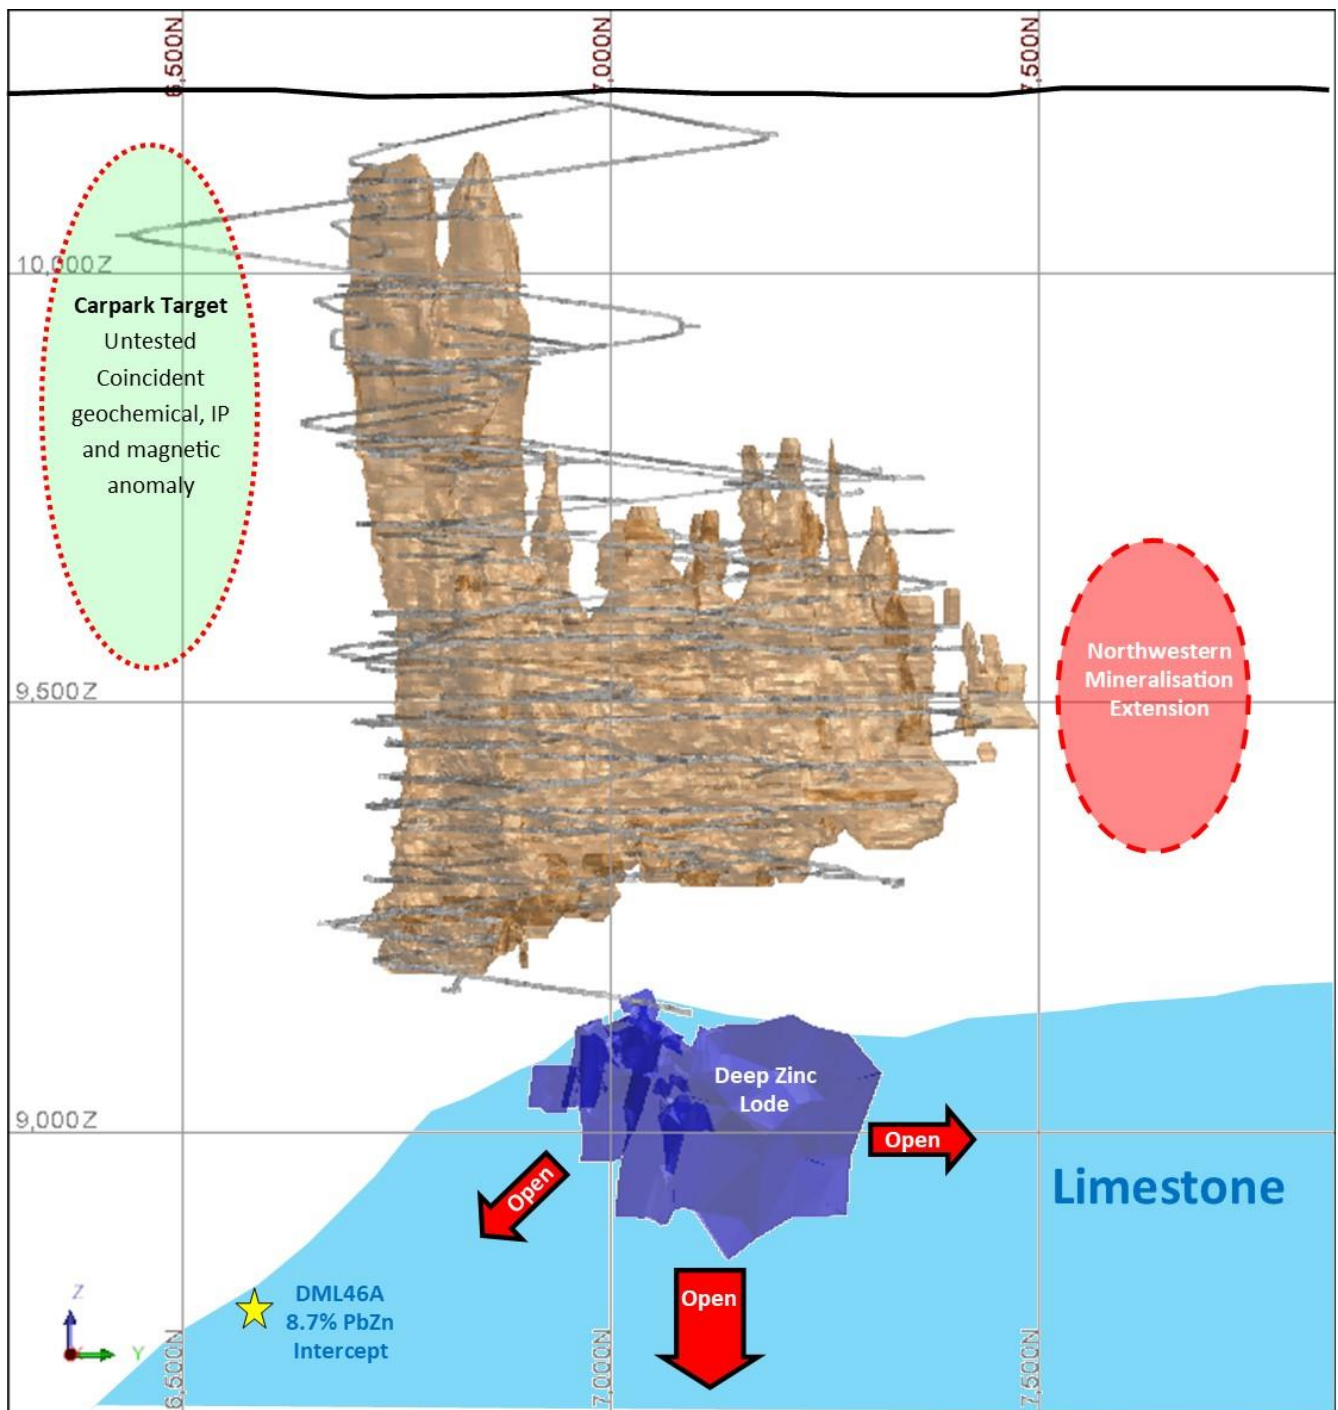 6,500N
7,000N
7,500N
10,000Z
Carpark Target
Untested
Coincident
geochemical, IP
and magnetic
anomaly
Northwestern
Mineralisation
Extension
9,500Z
Deep Zinc
Lode
9,000Z
Open
Open
Limestone
Open
DML46A
8.7% PbZn
Intercept
Z
Y
6,500N
7,000N
7,500N